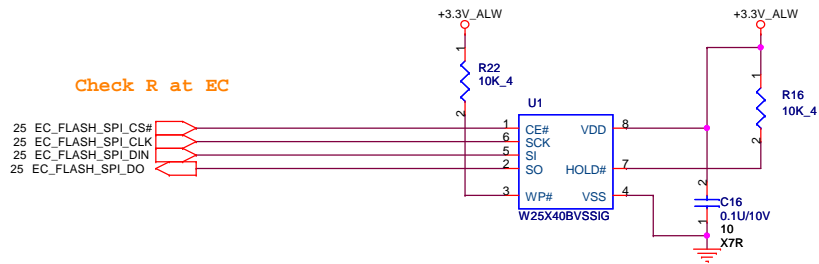 +3.3V_ALW
+3.3V_ALW
1
R22
10K_4
2
1
R16
10K_4
2
Check R at EC
U1
25 EC_FLASH_SPI_CS#
25 EC_FLASH_SPI_CLK
25 EC_FLASH_SPI_DIN
25 EC_FLASH_SPI_DO
1 CE# VDD 8
6 SCK
5 SI
2 SO HOLD# 7
3 WP# VSS 4
W25X40BVSSIG
2
C16
0.1U/10V
1
10
X7R